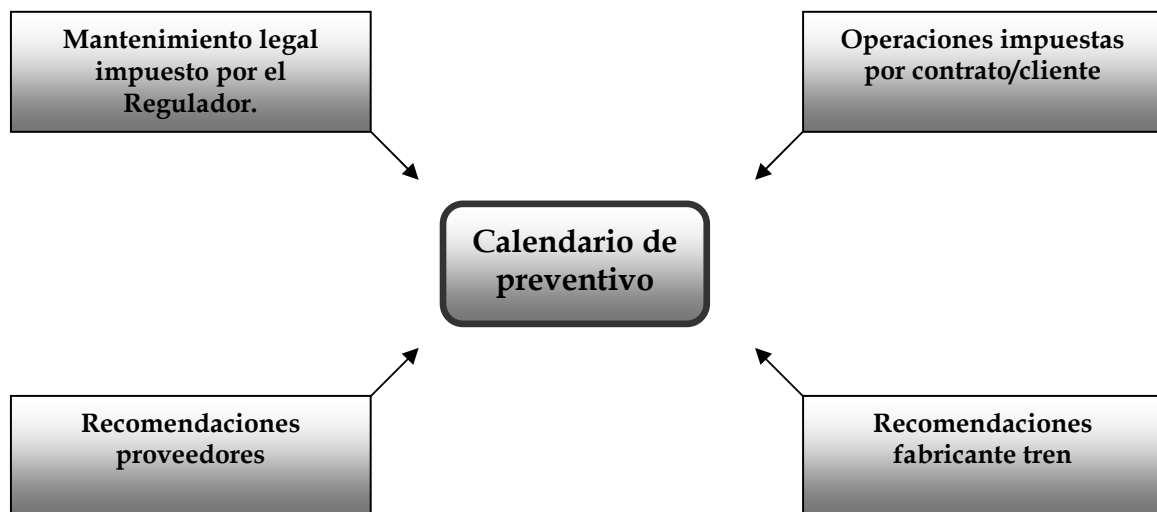 Mantenimiento legal
impuesto por el
Regulador.
Operaciones impuestas
por contrato/cliente
Calendario de
preventivo
Recomendaciones
proveedores
Recomendaciones
fabricante tren